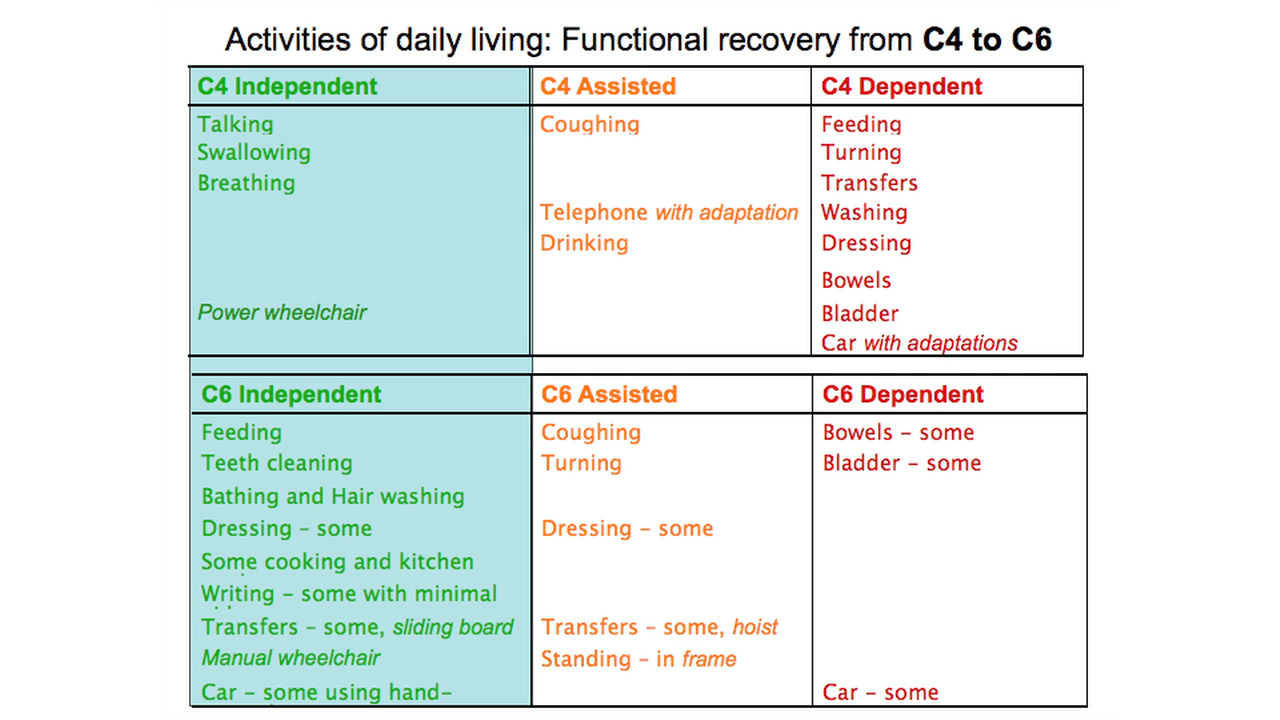 Activities of daily living: Functional recovery from C4 to C6
C4 Independent
C4 Assisted
C4 Dependent
Talking
Coughing
Feeding
Swallowing
Turning
Breathing
Transfers
Telephone with adaptation
Washing
Drinking
Dressing
Bowels
Power wheelchair
Bladder
Car with adaptations
C6 Independent
C6 Assisted
C6 Dependent
Feeding
Coughing
Bowels – some
Teeth cleaning
Turning
Bladder – some
Bathing and Hair washing
Dressing – some
Dressing – some
Some cooking and kitchen
Writing – some with minimal
Transfers – some, sliding board
Transfers – some, hoist
Manual wheelchair
Standing – in frame
Car – some using hand–
Car – some